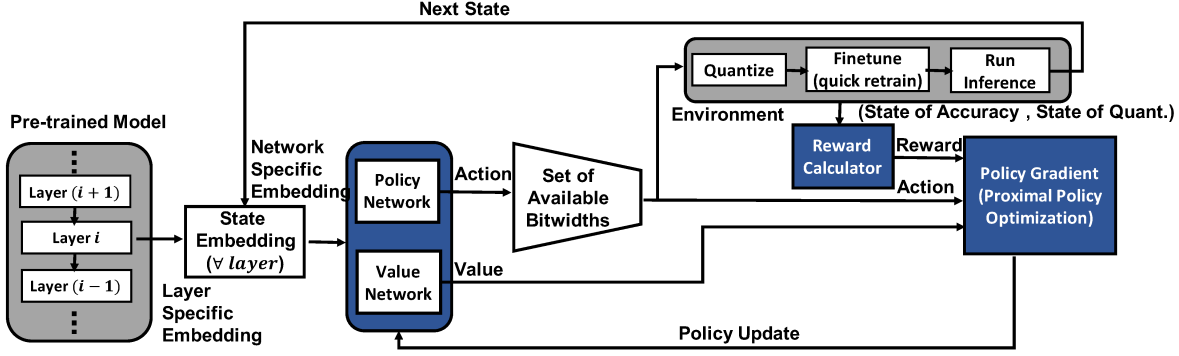 Next State
Quantize
Finetune
(quick retrain)
Run
Inference
Environment
(State of Accuracy , State of Quant.)
Pre-trained Model
Layer (i + 1)
Layer i
Layer (i − 1)
Layer
Specific
Embedding
Network
Specific
Embedding
State
Embedding
(∀ layer)
Policy
Network
Value
Network
Action
Value
Set of
Available
Bitwidths
Reward
Calculator
Reward
Action
Policy Gradient
(Proximal Policy
Optimization)
Policy Update